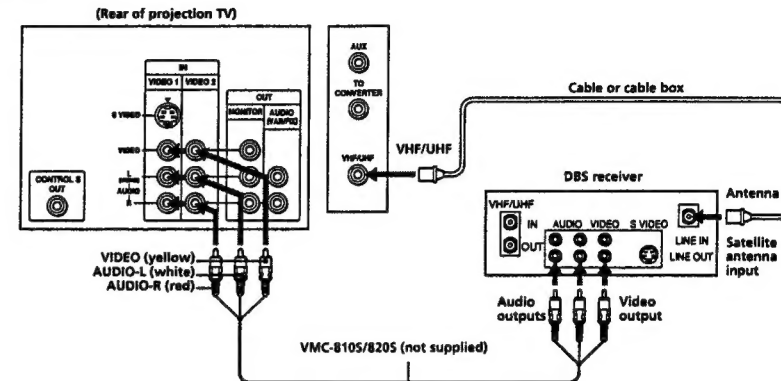 (Rear of projection TV)
IN
VIDEO 1 VIDEO 2
S VIDEO
VIDEO
L
AUDIO
R
OUT
MONITOR
AUDIO
(VAR/FIX)
CONTROL S
OUT
AUX
TO
CONVERTER
VHF/UHF
VHF/UHF
Cable or cable box
DBS receiver
VHF/UHF
IN
OUT
AUDIO VIDEO S VIDEO
LINE IN
LINE OUT
Antenna
Satellite
antenna
input
VIDEO (yellow)
AUDIO-L (white)
AUDIO-R (red)
Audio
outputs
Video
output
VMC-810S/820S (not supplied)